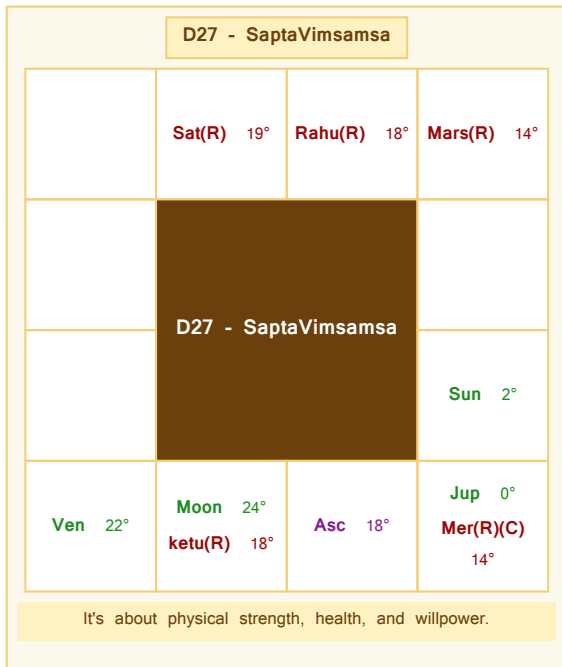 D27 - SaptaVimsamsa
Sat(R) 19°
Rahu(R) 18°
Mars(R) 14°
D27 - SaptaVimsamsa
Sun 2°
Ven 22°
Moon 24°
ketu(R) 18°
Asc 18°
Jup 0°
Mer(R)(C)
14°
It's about physical strength, health, and willpower.